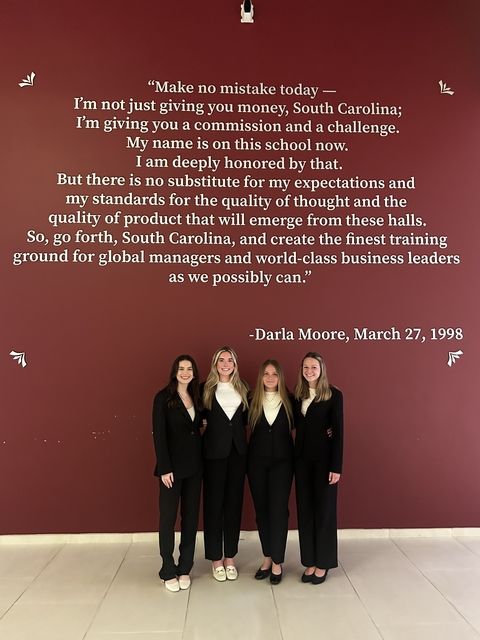 “Make no mistake today —
I’m not just giving you money, South Carolina;
I’m giving you a commission and a challenge.
My name is on this school now.
I am deeply honored by that.
But there is no substitute for my expectations and
my standards for the quality of thought and the
quality of product that will emerge from these halls.
So, go forth, South Carolina, and create the finest training
ground for global managers and world-class business leaders
as we possibly can.”
-Darla Moore, March 27, 1998